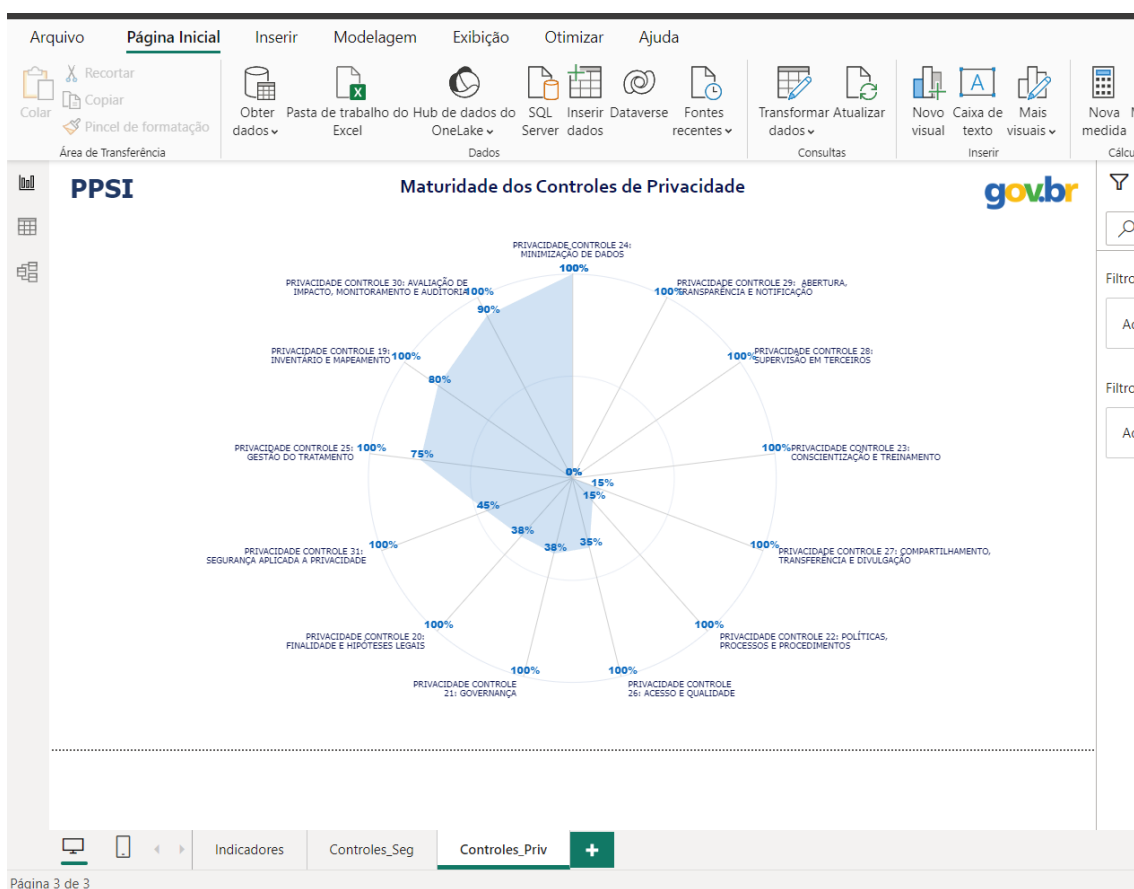 Arquivo Página Inicial Inserir Modelagem Exibição Otimizar Ajuda
Colar
Recortar
Copiar
Pincel de formatação
Área de Transferência
Obter dados
Pasta de trabalho do Excel
Hub de dados do OneLake
SQL Server
Inserir dados
Dataverse
Fontes recentes
Dados
Transformar dados
Atualizar
Consultas
Novo visual
Caixa de texto
Mais visuais
Inserir
Nova medida
PPSI
Maturidade dos Controles de Privacidade
gov.br
PRIVACIDADE CONTROLE 24:
MINIMIZAÇÃO DE DADOS
100%
PRIVACIDADE CONTROLE 29: ABERTURA,
TRANSPARÊNCIA E NOTIFICAÇÃO
100%
PRIVACIDADE CONTROLE 28:
SUPERVISÃO EM TERCEIROS
100%
PRIVACIDADE CONTROLE 23:
CONSCIENTIZAÇÃO E TREINAMENTO
100%
PRIVACIDADE CONTROLE 27: COMPARTILHAMENTO,
TRANSFERÊNCIA E DIVULGAÇÃO
100%
PRIVACIDADE CONTROLE 22: POLÍTICAS,
PROCESSOS E PROCEDIMENTOS
100%
PRIVACIDADE CONTROLE
26: ACESSO E QUALIDADE
100%
PRIVACIDADE CONTROLE
21: GOVERNANÇA
100%
PRIVACIDADE CONTROLE 20:
FINALIDADE E HIPÓTESES LEGAIS
100%
PRIVACIDADE CONTROLE 31:
SEGURANÇA APLICADA A PRIVACIDADE
100%
PRIVACIDADE CONTROLE 25:
GESTÃO DO TRATAMENTO
100%
PRIVACIDADE CONTROLE 19:
INVENTÁRIO E MAPEAMENTO
100%
PRIVACIDADE CONTROLE 30: AVALIAÇÃO DE
IMPACTO, MONITORAMENTO E AUDITORIA
100%
90%
80%
75%
45%
38%
38%
35%
15%
15%
0%
Indicadores Controles_Seg Controles_Priv +
Página 3 de 3